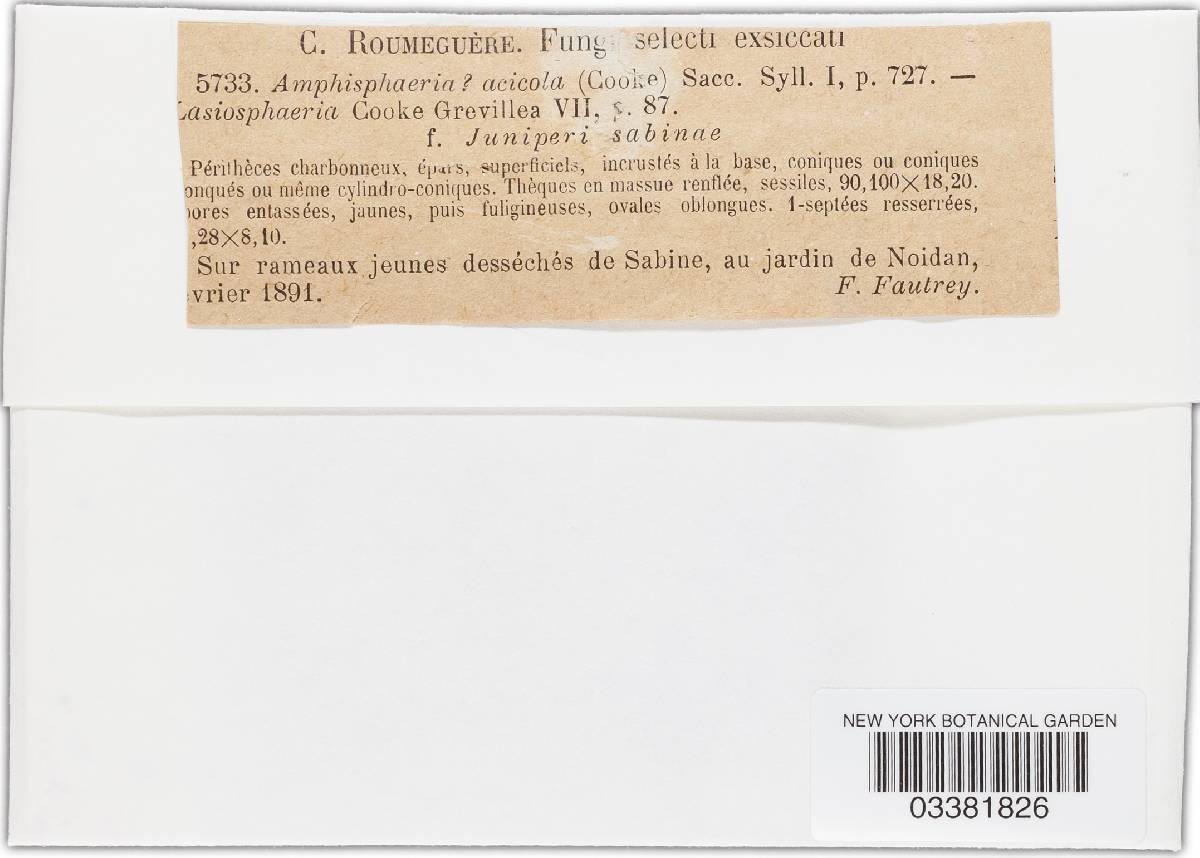 C. ROUMEGUÈRE. Fungi selecti exsiccati
5733. Amphisphaeria? acicola (Cooke) Sacc. Syll. I, p. 727. —
Lasiosphaeria Cooke Grevillea VII, p. 87.
f. Juniperi sabinae
Périthèces charbonneux, épars, superficiels, incrustés à la base, coniques ou coniques
onqués ou même cylindro-coniques. Thèques en massue renflée, sessiles, 90,100×18,20.
ores entassées, jaunes, puis fuligineuses, ovales oblongues. 1-septées resserrées,
,28×8,10.
Sur rameaux jeunes desséchés de Sabine, au jardin de Noidan,
vrier 1891. F. Fautrey.
NEW YORK BOTANICAL GARDEN
03381826